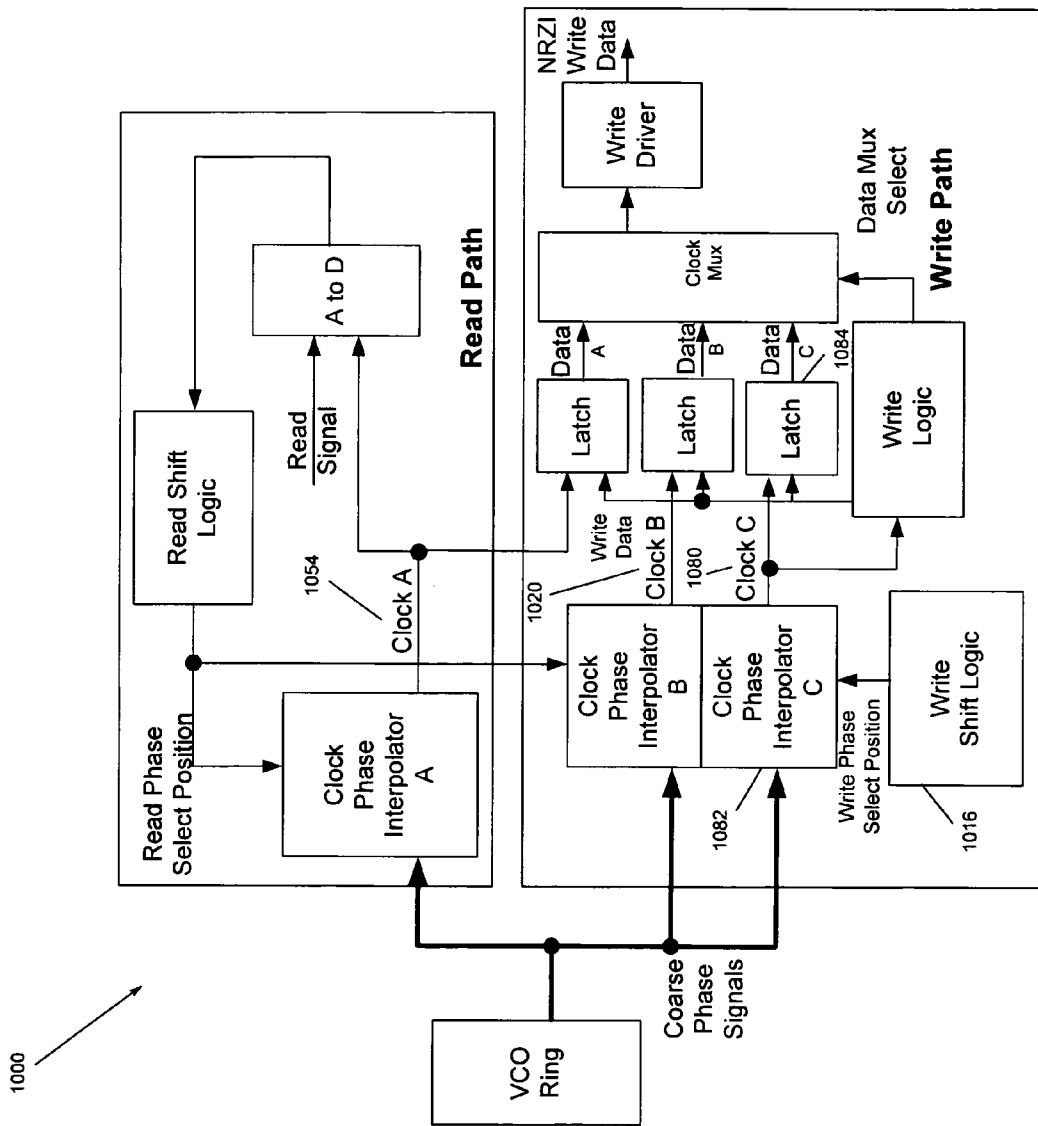 1000
VCO
Ring
Coarse
Phase
Signals
Read Phase
Select Position
Clock
Phase
Interpolator
A
Read Shift
Logic
1054
Clock A
Read
Signal
A to D
Read Path
Clock
Phase
Interpolator
B
Clock
Phase
Interpolator
C
1082
Write Phase
Select Position
Write
Shift Logic
1016
1020
Clock B
1080
Clock C
Write
Data
Latch
Latch
Latch
Data
A
Data
B
Data
C
1084
Write
Logic
Clock
Mux
Data Mux
Select
Write
Driver
NRZI
Write
Data
Write Path